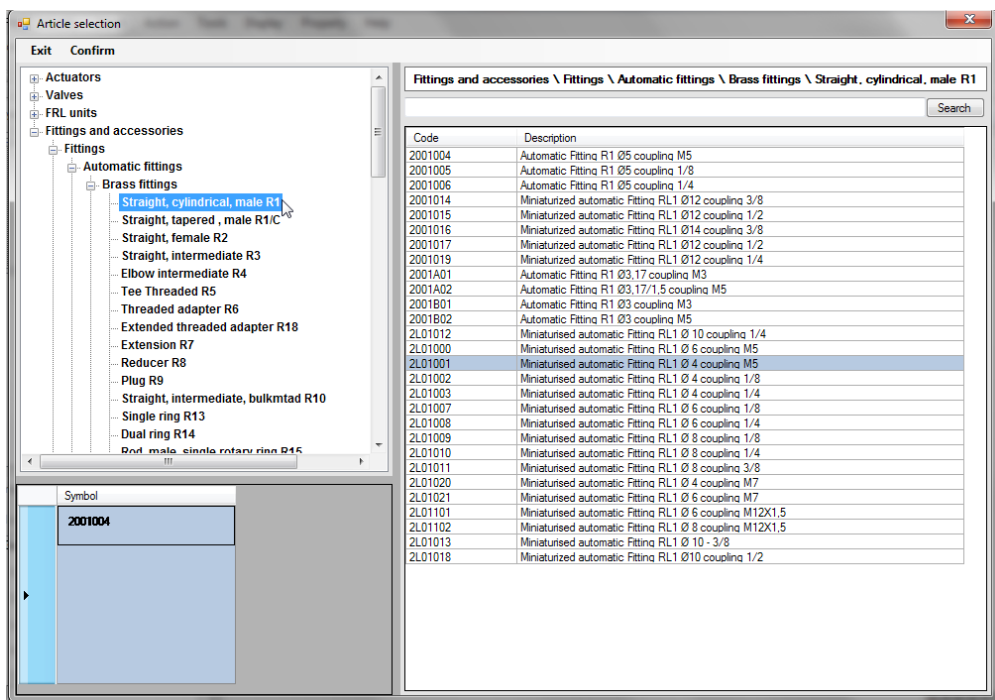 Article selection
Exit Confirm
Actuators
Valves
FRL units
Fittings and accessories
Fittings
Automatic fittings
Brass fittings
Straight, cylindrical, male R1
Straight, tapered , male R1/C
Straight, female R2
Straight, intermediate R3
Elbow intermediate R4
Tee Threaded R5
Threaded adapter R6
Extended threaded adapter R18
Extension R7
Reducer R8
Plug R9
Straight, intermediate, bulkmtad R10
Single ring R13
Dual ring R14
Rod, male, single rotary ring R15
Symbol
2001004
Fittings and accessories \ Fittings \ Automatic fittings \ Brass fittings \ Straight, cylindrical, male R1
Search
Code Description
2001004 Automatic Fitting R1 Ø5 coupling M5
2001005 Automatic Fitting R1 Ø5 coupling 1/8
2001006 Automatic Fitting R1 Ø5 coupling 1/4
2001014 Miniaturized automatic Fitting RL1 Ø12 coupling 3/8
2001015 Miniaturized automatic Fitting RL1 Ø12 coupling 1/2
2001016 Miniaturized automatic Fitting RL1 Ø14 coupling 3/8
2001017 Miniaturized automatic Fitting RL1 Ø12 coupling 1/2
2001019 Miniaturized automatic Fitting RL1 Ø12 coupling 1/4
2001A01 Automatic Fitting R1 Ø3,17 coupling M3
2001A02 Automatic Fitting R1 Ø3,17/1,5 coupling M5
2001B01 Automatic Fitting R1 Ø3 coupling M3
2001B02 Automatic Fitting R1 Ø3 coupling M5
2L01012 Miniaturised automatic Fitting RL1 Ø 10 coupling 1/4
2L01000 Miniaturised automatic Fitting RL1 Ø 6 coupling M5
2L01001 Miniaturised automatic Fitting RL1 Ø 4 coupling M5
2L01002 Miniaturised automatic Fitting RL1 Ø 4 coupling 1/8
2L01003 Miniaturised automatic Fitting RL1 Ø 4 coupling 1/4
2L01007 Miniaturised automatic Fitting RL1 Ø 6 coupling 1/8
2L01008 Miniaturised automatic Fitting RL1 Ø 6 coupling 1/4
2L01009 Miniaturised automatic Fitting RL1 Ø 8 coupling 1/8
2L01010 Miniaturised automatic Fitting RL1 Ø 8 coupling 1/4
2L01011 Miniaturised automatic Fitting RL1 Ø 8 coupling 3/8
2L01020 Miniaturised automatic Fitting RL1 Ø 4 coupling M7
2L01021 Miniaturised automatic Fitting RL1 Ø 6 coupling M7
2L01101 Miniaturised automatic Fitting RL1 Ø 6 coupling M12X1,5
2L01102 Miniaturised automatic Fitting RL1 Ø 8 coupling M12X1,5
2L01013 Miniaturized automatic Fitting RL1 Ø 10 - 3/8
2L01018 Miniaturized automatic Fitting RL1 Ø10 coupling 1/2